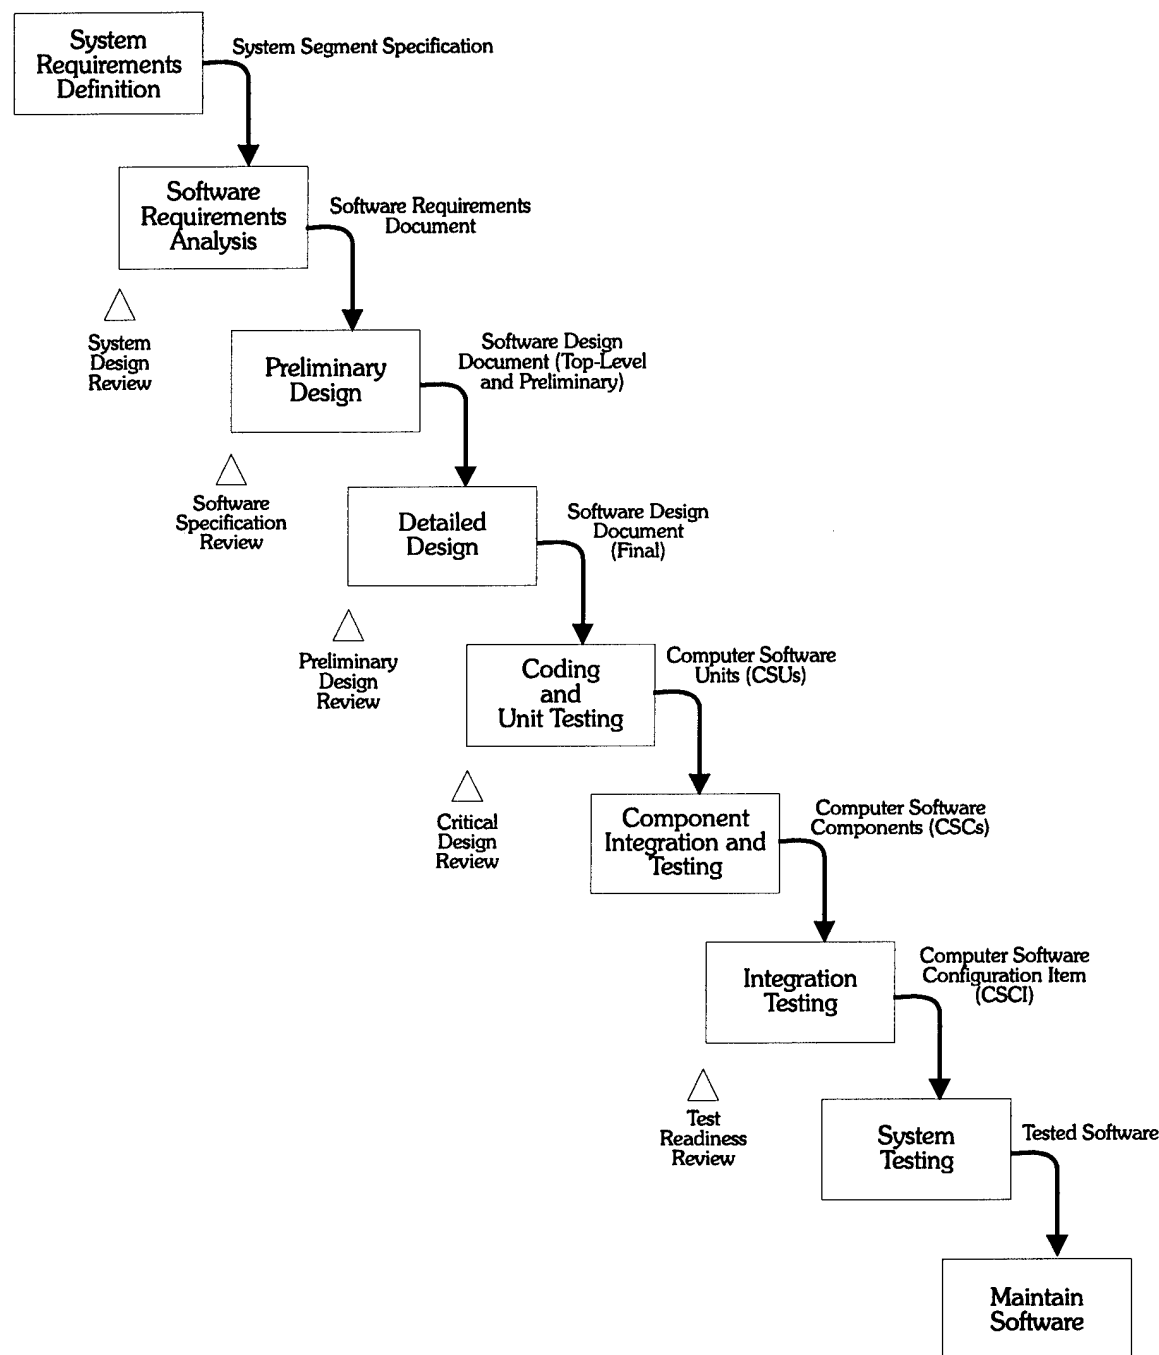 System
Requirements
Definition
System Segment Specification
Software
Requirements
Analysis
Software Requirements
Document
System
Design
Review
Preliminary
Design
Software Design
Document (Top-Level
and Preliminary)
Software
Specification
Review
Detailed
Design
Software Design
Document
(Final)
Preliminary
Design
Review
Coding
and
Unit Testing
Computer Software
Units (CSUs)
Critical
Design
Review
Component
Integration and
Testing
Computer Software
Components (CSCs)
Integration
Testing
Computer Software
Configuration Item
(CSCI)
Test
Readiness
Review
System
Testing
Tested Software
Maintain
Software